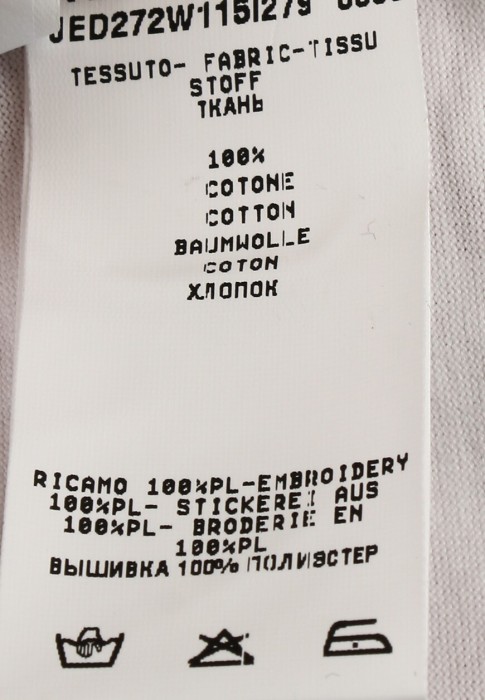 JED272W115I279
TESSUTO- FABRIC-TISSU
STOFF
ТКАНЬ
100%
COTONE
COTTON
BAUMWOLLE
COTON
ХЛОПОК
RICAMO 100%PL-EMBROIDERY
100%PL- STICKEREI AUS
100%PL- BRODERIE EN
100%PL
ВЫШИВКА 100% ПОЛИЭСТЕР